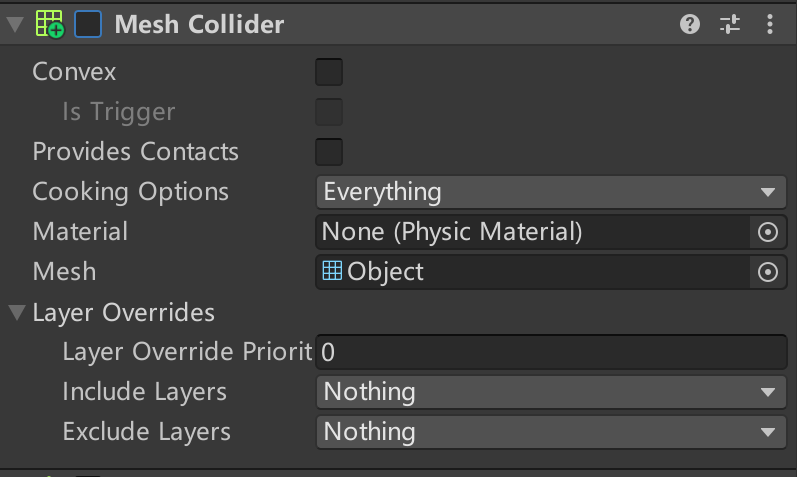 Mesh Collider
Convex
Is Trigger
Provides Contacts
Cooking Options Everything
Material None (Physic Material)
Mesh Object
Layer Overrides
Layer Override Priorit 0
Include Layers Nothing
Exclude Layers Nothing